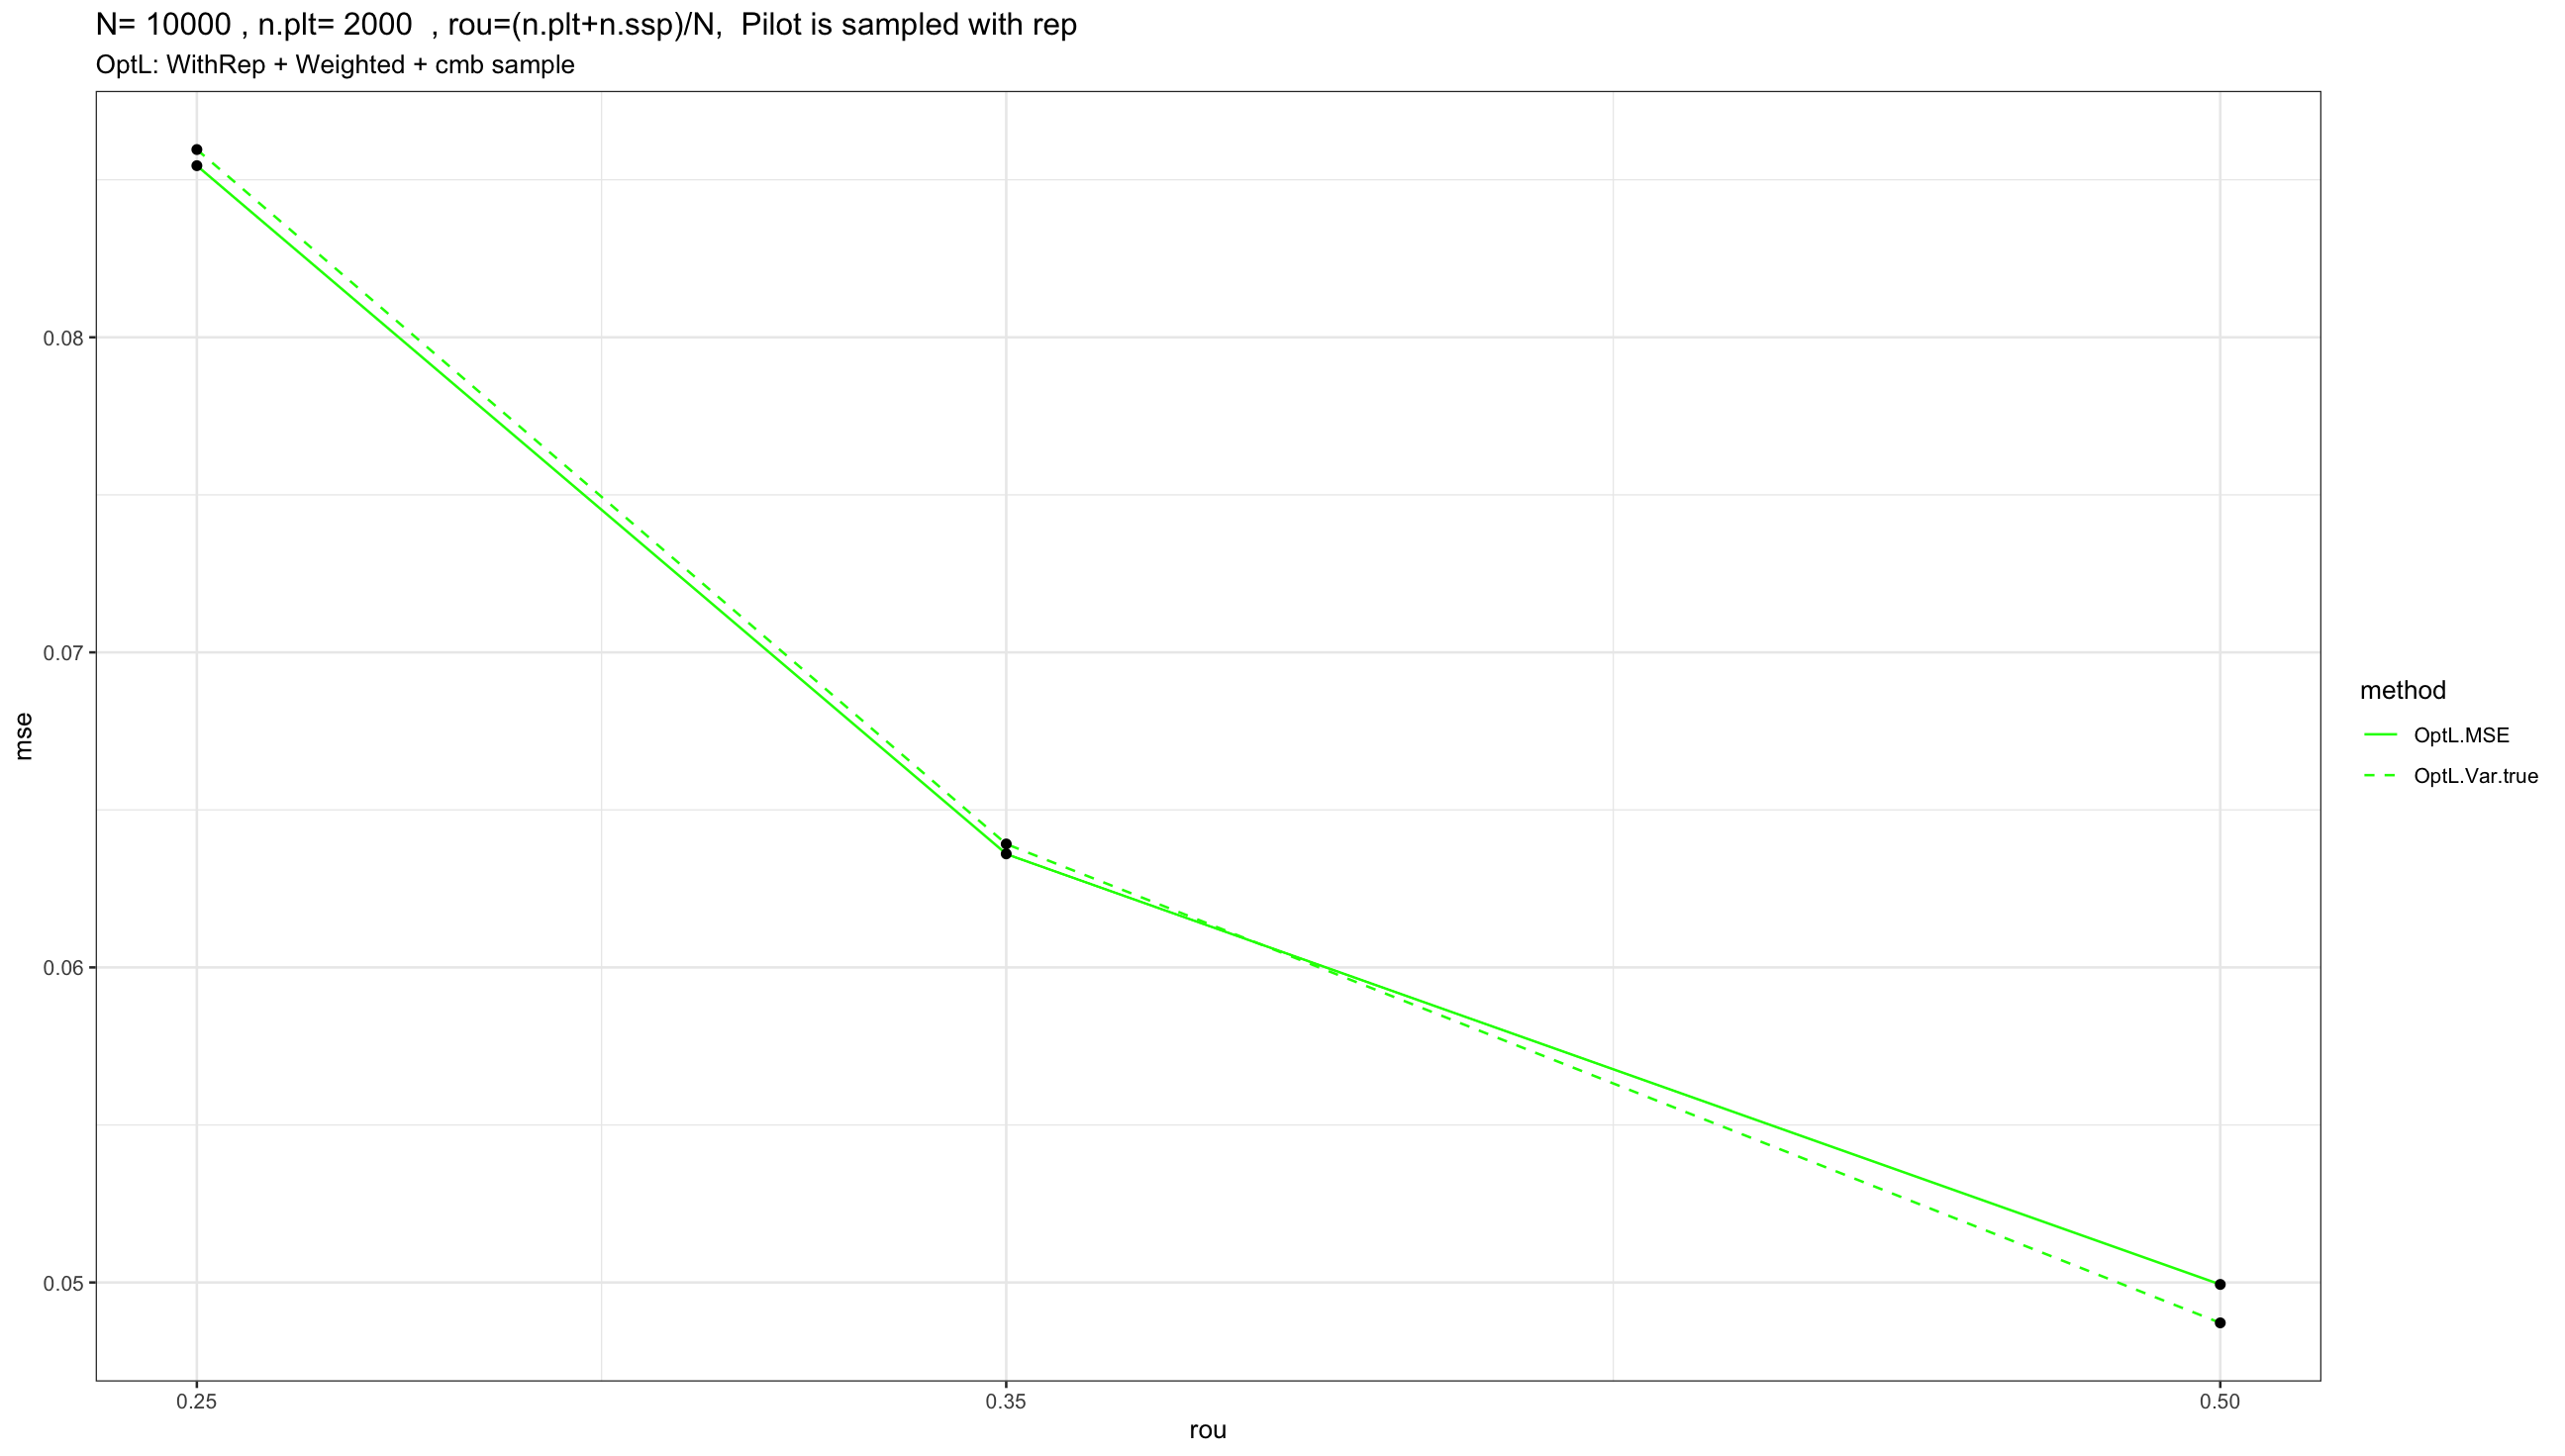 N= 10000 , n.plt= 2000  , rou=(n.plt+n.ssp)/N,  Pilot is sampled with rep
OptL: WithRep + Weighted + cmb sample
0.08
0.07
0.06
0.05
mse
0.25
0.35
0.50
rou
method
OptL.MSE
OptL.Var.true